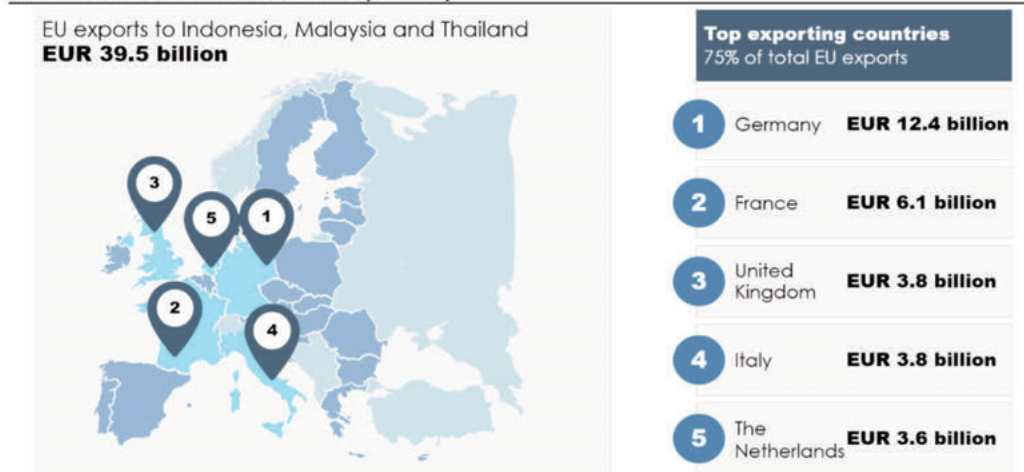 EU exports to Indonesia, Malaysia and Thailand
EUR 39.5 billion
3
5
1
2
4
Top exporting countries
75% of total EU exports
1 Germany EUR 12.4 billion
2 France EUR 6.1 billion
3 United Kingdom EUR 3.8 billion
4 Italy EUR 3.8 billion
5 The Netherlands EUR 3.6 billion